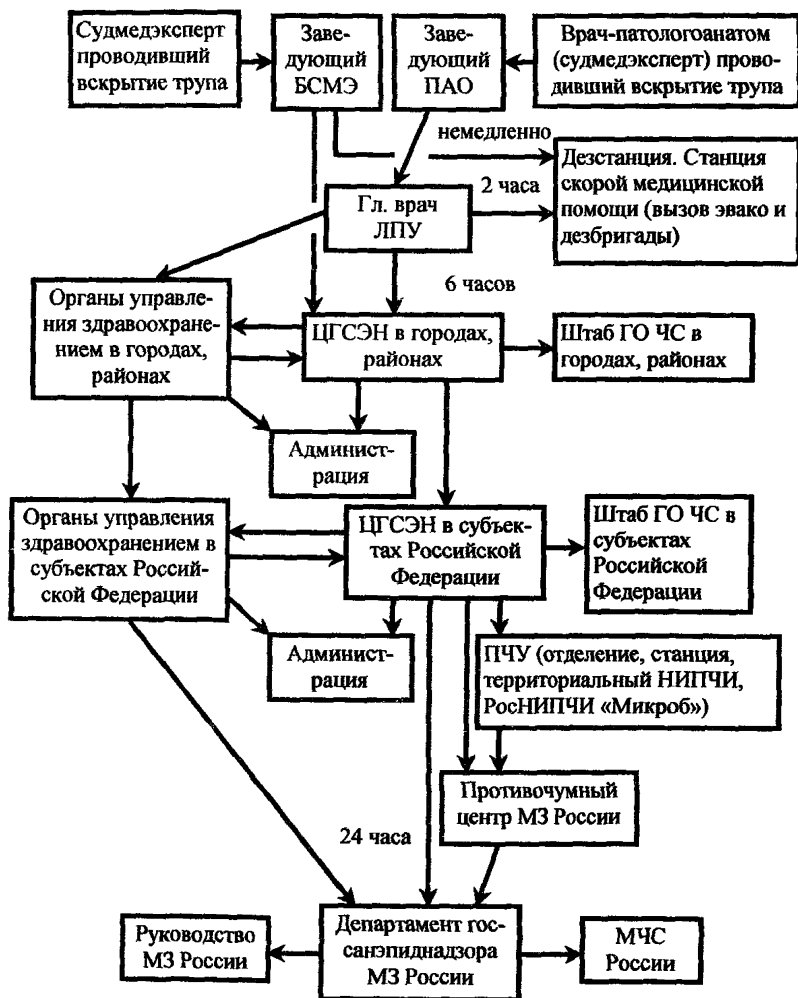 Судмедэксперт
проводивший
вскрытие трупа
Заве-
дующий
БСМЭ
Заве-
дующий
ПАО
Врач-патологоанатом
(судмедэксперт) прово-
дивший вскрытие трупа
немедленно
Дезстанция. Станция
скорой медицинской
помощи (вызов эвако и
дезбригады)
2 часа
Гл. врач
ЛПУ
6 часов
Органы управле-
ния здравоохране-
нием в городах,
районах
ЦГСЭН в городах,
районах
Штаб ГО ЧС в
городах, районах
Админист-
рация
Органы управления
здравоохранением в
субъектах Россий-
ской Федерации
ЦГСЭН в субъек-
тах Российской
Федерации
Штаб ГО ЧС в
субъектах
Российской
Федерации
Админист-
рация
ПЧУ (отделение, станция,
территориальный НИПЧИ,
РосНИПЧИ «Микроб»)
Противочумный
центр МЗ России
24 часа
Руководство
МЗ России
Департамент гос-
санэпиднадзора
МЗ России
МЧС
России